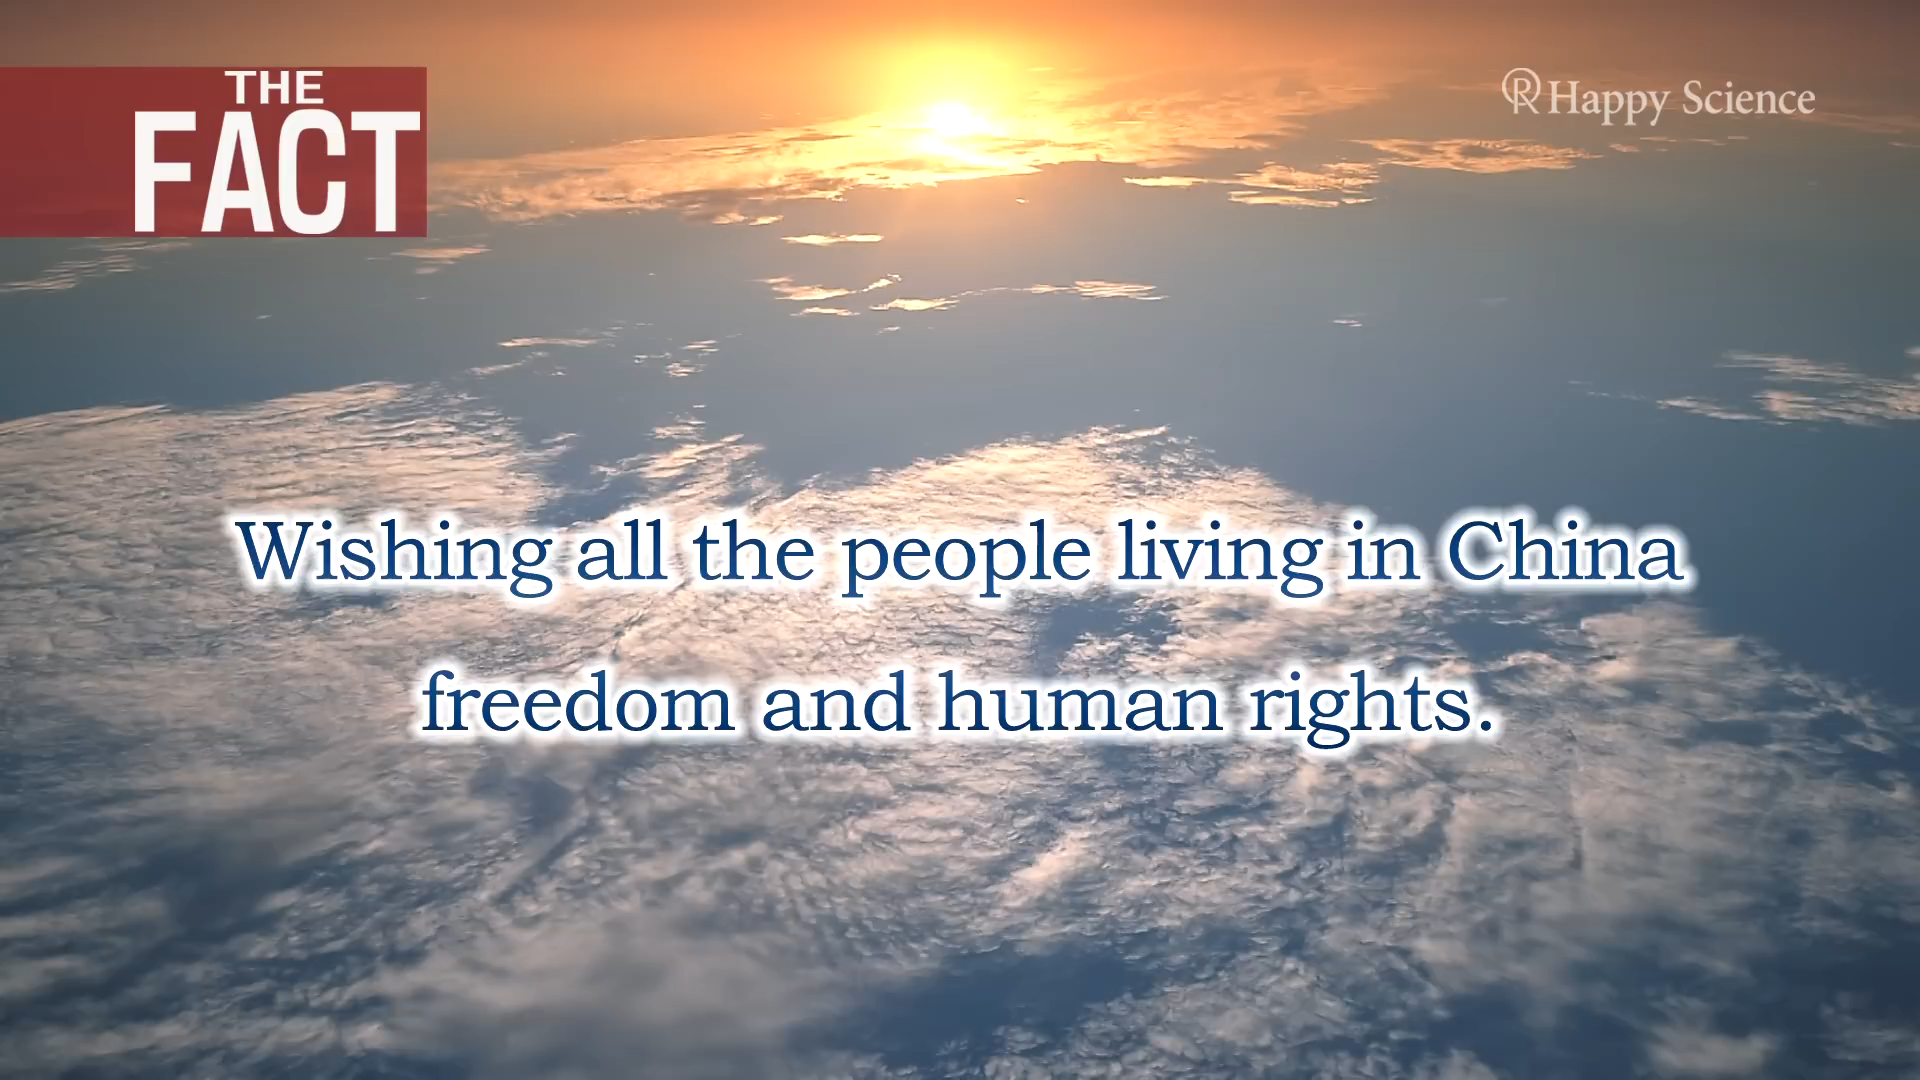 THE
FACT
Happy Science
Wishing all the people living in China
freedom and human rights.